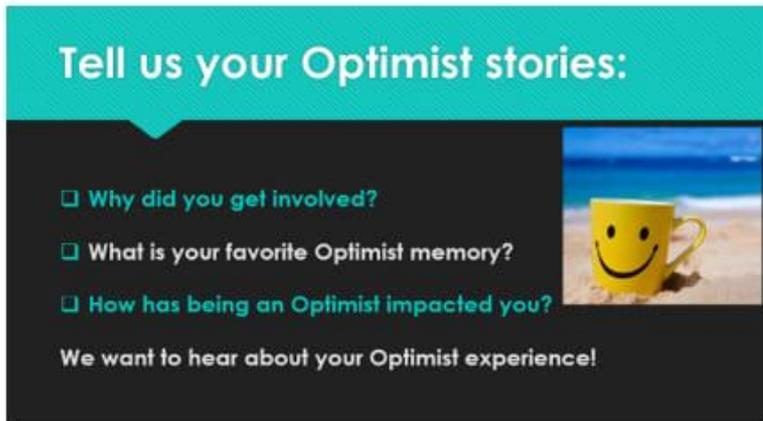 Tell us your Optimist stories:
❑ Why did you get involved?
❑ What is your favorite Optimist memory?
❑ How has being an Optimist impacted you?
We want to hear about your Optimist experience!